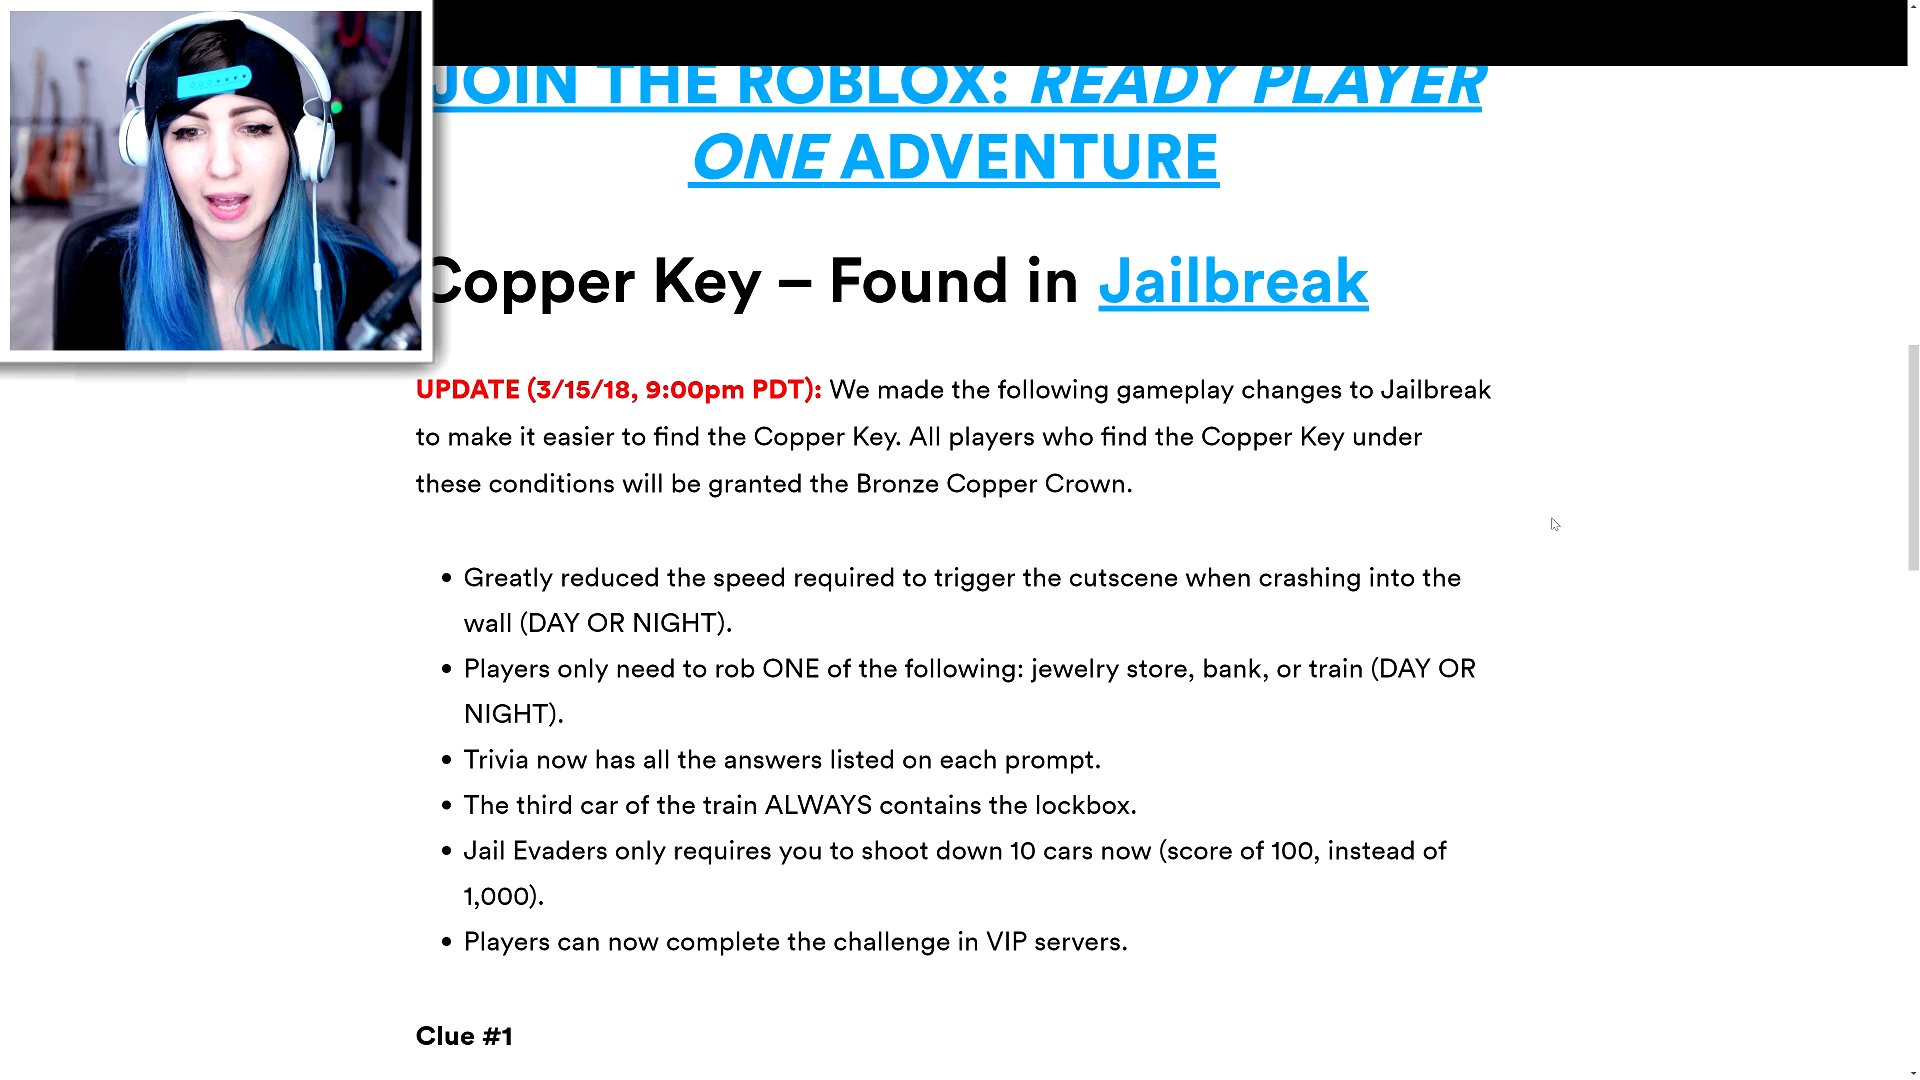 JOIN THE ROBLOX: READY PLAYER
ONE ADVENTURE
Copper Key – Found in Jailbreak
UPDATE (3/15/18, 9:00pm PDT): We made the following gameplay changes to Jailbreak
to make it easier to find the Copper Key. All players who find the Copper Key under
these conditions will be granted the Bronze Copper Crown.
• Greatly reduced the speed required to trigger the cutscene when crashing into the
wall (DAY OR NIGHT).
• Players only need to rob ONE of the following: jewelry store, bank, or train (DAY OR
NIGHT).
• Trivia now has all the answers listed on each prompt.
• The third car of the train ALWAYS contains the lockbox.
• Jail Evaders only requires you to shoot down 10 cars now (score of 100, instead of
1,000).
• Players can now complete the challenge in VIP servers.
Clue #1